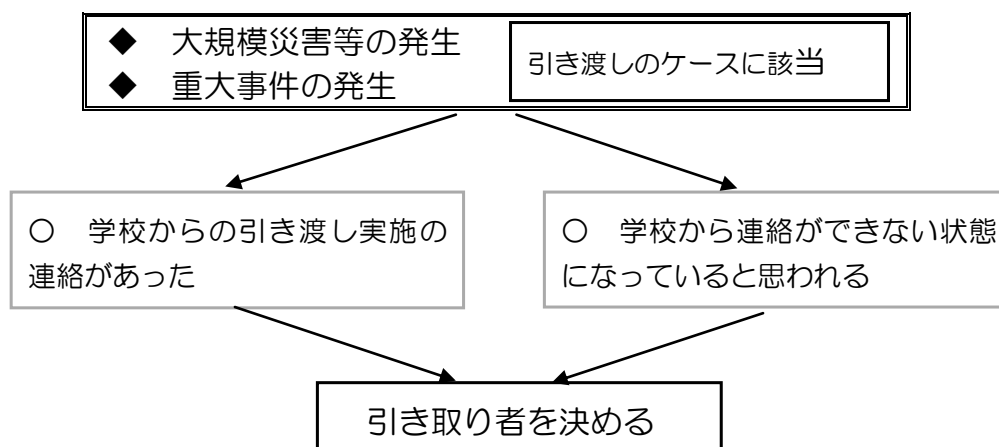 ◆ 大規模災害等の発生
◆ 重大事件の発生
引き渡しのケースに該当
〇 学校からの引き渡し実施の
連絡があった
〇 学校から連絡ができない状態
になっていると思われる
引き取り者を決める